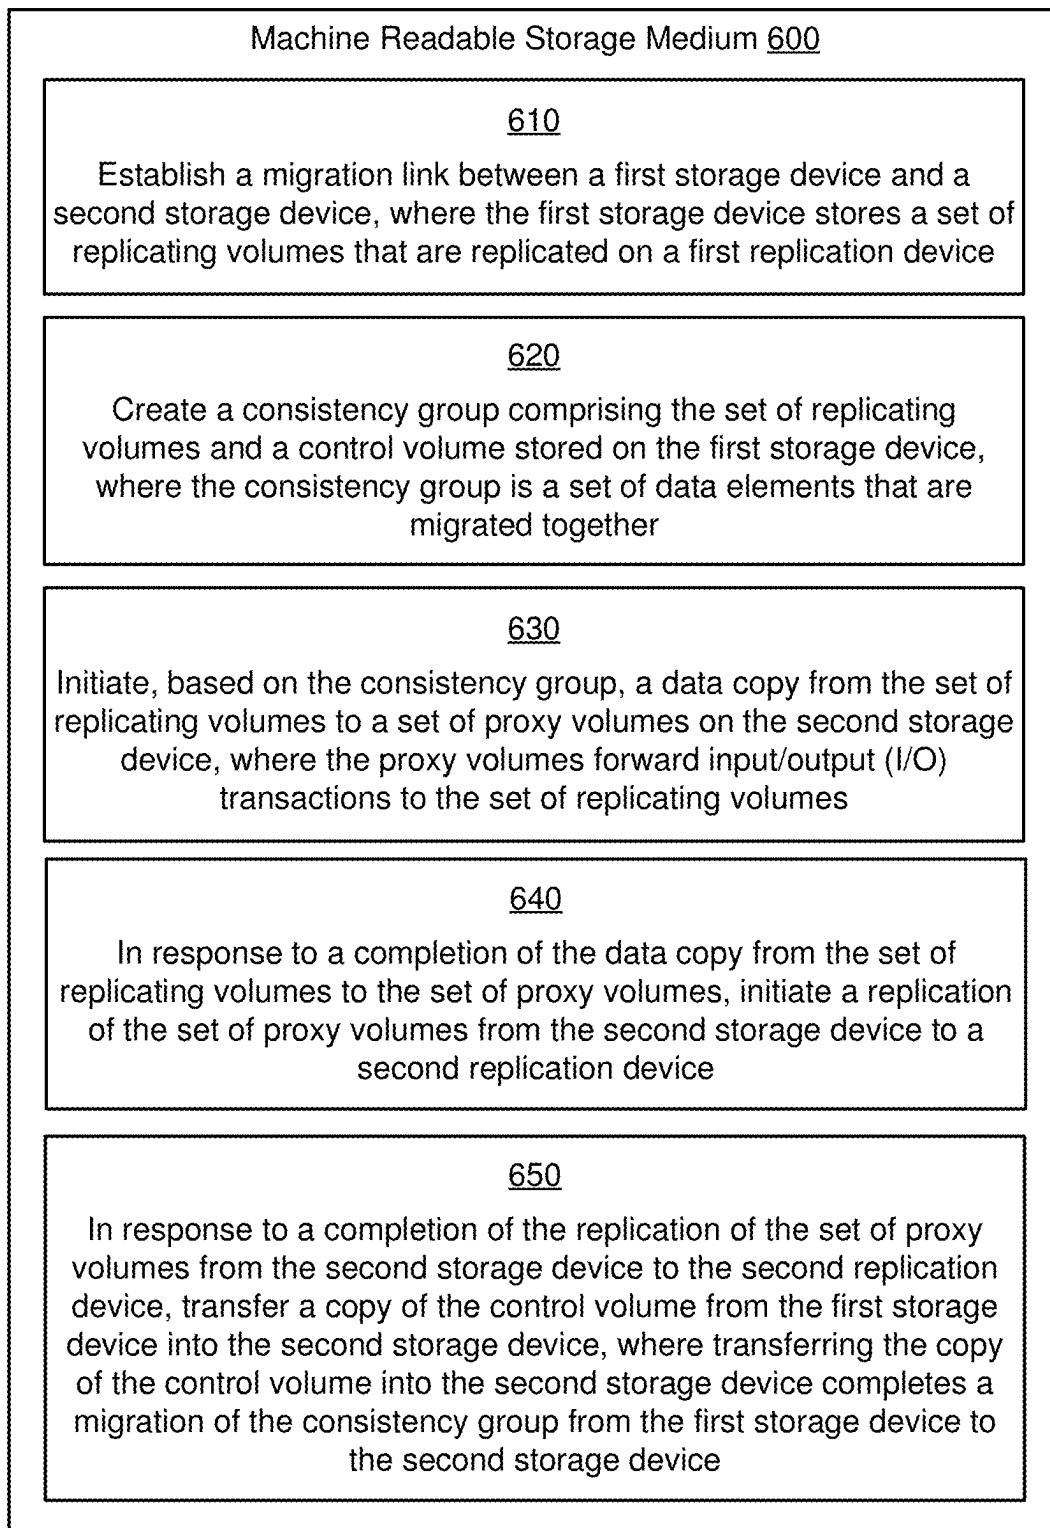 Machine Readable Storage Medium 600
610
Establish a migration link between a first storage device and a
second storage device, where the first storage device stores a set of
replicating volumes that are replicated on a first replication device
620
Create a consistency group comprising the set of replicating
volumes and a control volume stored on the first storage device,
where the consistency group is a set of data elements that are
migrated together
630
Initiate, based on the consistency group, a data copy from the set of
replicating volumes to a set of proxy volumes on the second storage
device, where the proxy volumes forward input/output (I/O)
transactions to the set of replicating volumes
640
In response to a completion of the data copy from the set of
replicating volumes to the set of proxy volumes, initiate a replication
of the set of proxy volumes from the second storage device to a
second replication device
650
In response to a completion of the replication of the set of proxy
volumes from the second storage device to the second replication
device, transfer a copy of the control volume from the first storage
device into the second storage device, where transferring the copy
of the control volume into the second storage device completes a
migration of the consistency group from the first storage device to
the second storage device